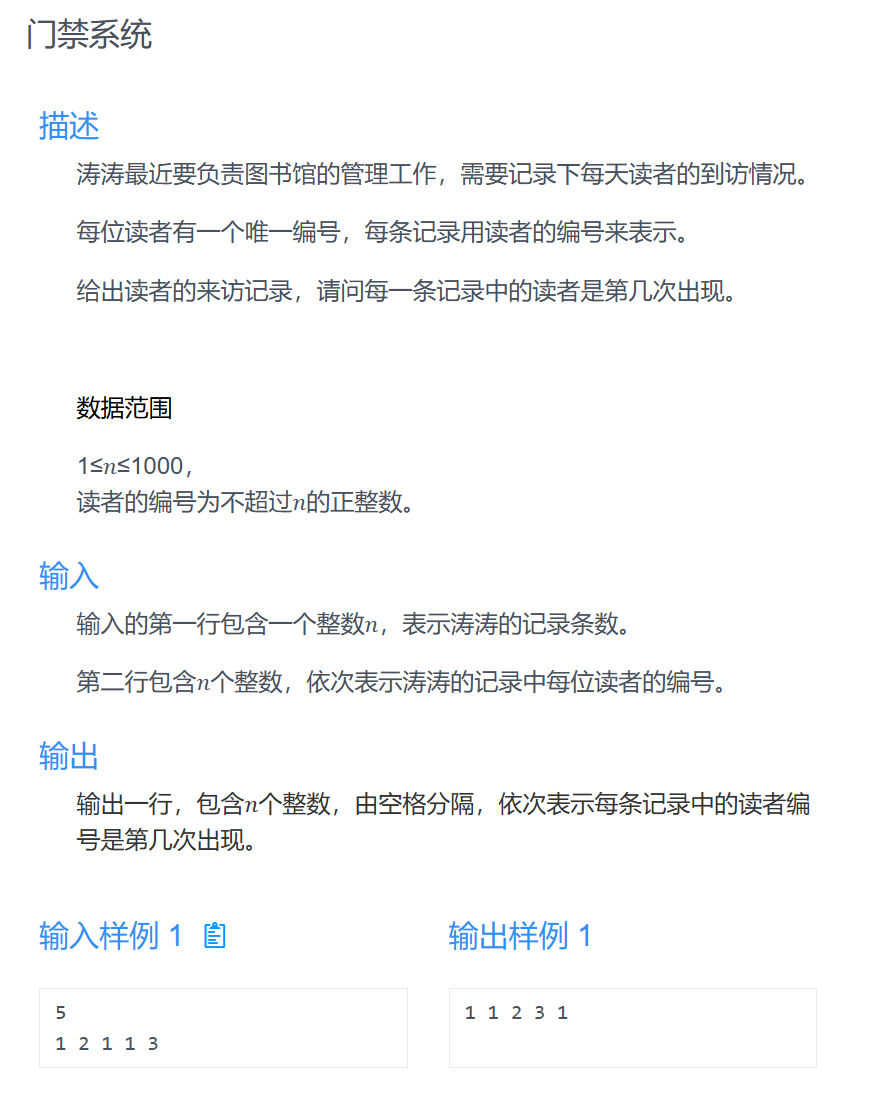 门禁系统
描述
涛涛最近要负责图书馆的管理工作，需要记录下每天读者的到访情况。
每位读者有一个唯一编号，每条记录用读者的编号来表示。
给出读者的来访记录，请问每一条记录中的读者是第几次出现。
数据范围
1≤n≤1000，
读者的编号为不超过n的正整数。
输入
输入的第一行包含一个整数n，表示涛涛的记录条数。
第二行包含n个整数，依次表示涛涛的记录中每位读者的编号。
输出
输出一行，包含n个整数，由空格分隔，依次表示每条记录中的读者编
号是第几次出现。
输入样例 1
5
1 2 1 1 3
输出样例 1
1 1 2 3 1